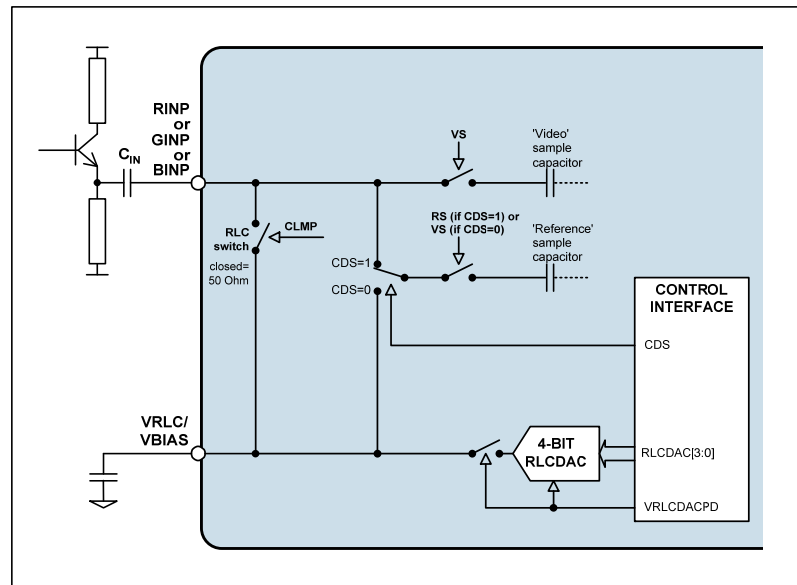 RINP
or
GINP
or
BINP
CIN
VS
'Video'
sample
capacitor
RLC
switch
closed=
50 Ohm
CLMP
RS (if CDS=1) or
VS (if CDS=0)
'Reference'
sample
capacitor
CDS=1
CDS=0
CONTROL
INTERFACE
CDS
VRLC/
VBIAS
4-BIT
RLCDAC
RLCDAC[3:0]
VRLCDACPD